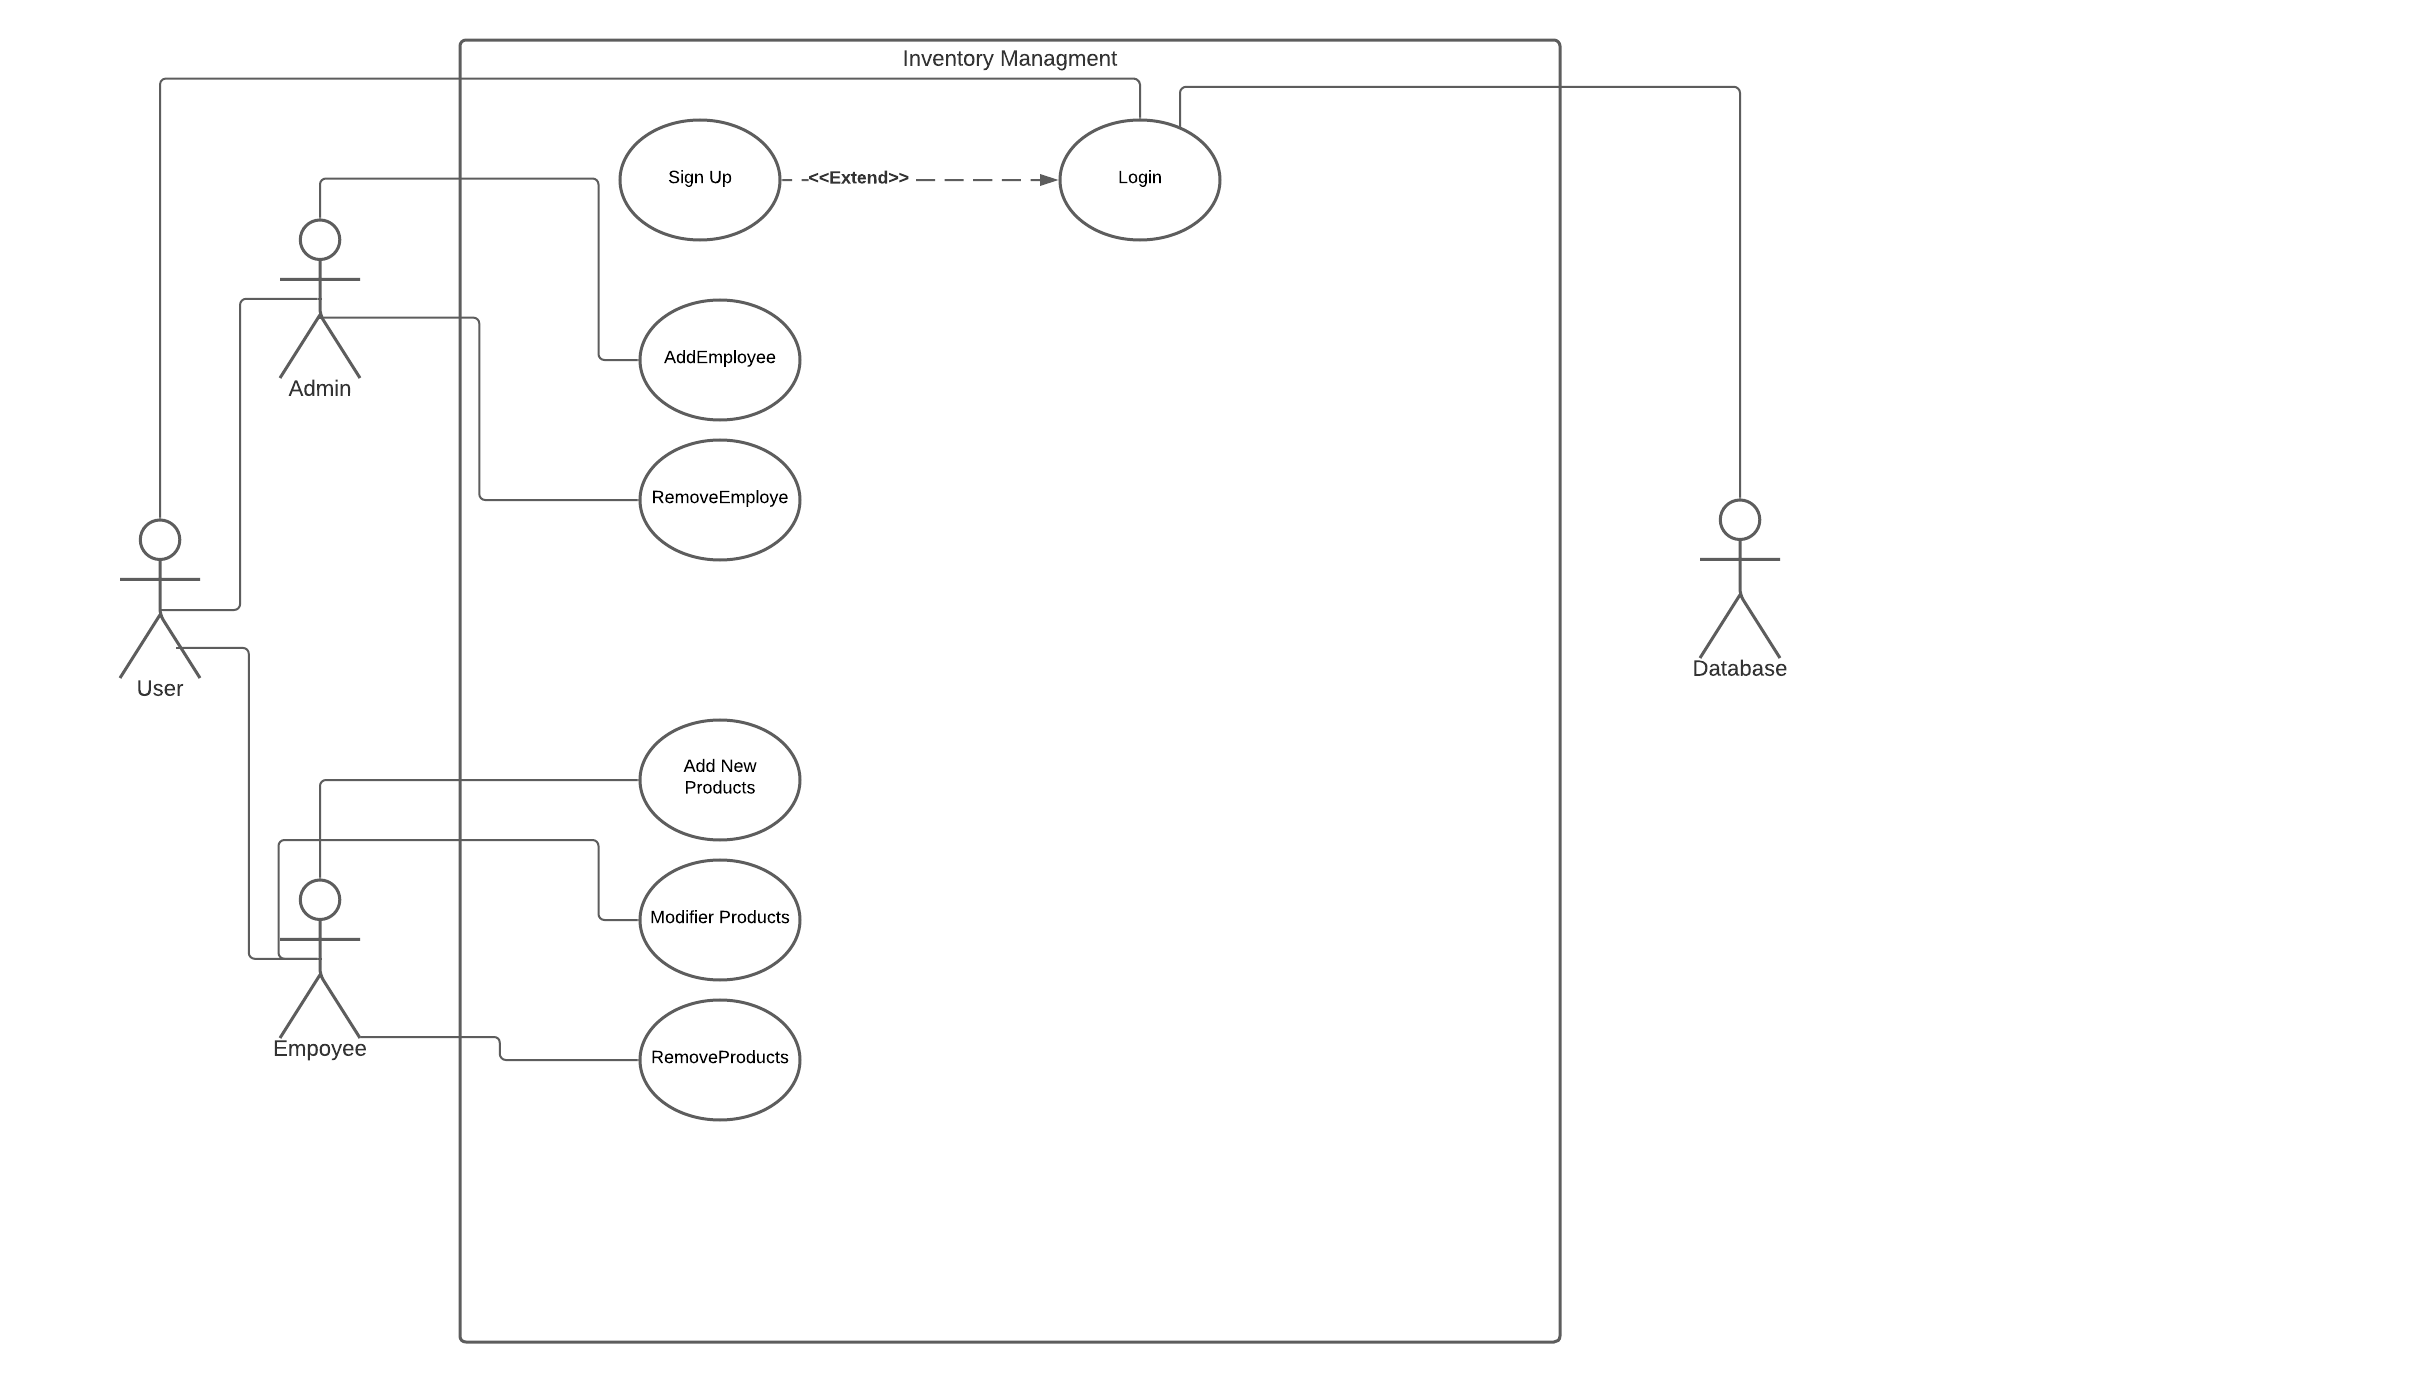 Inventory Managment
Sign Up
<<Extend>>
Login
Admin
AddEmployee
RemoveEmploye
User
Database
Add New
Products
Modifier Products
Empoyee
RemoveProducts